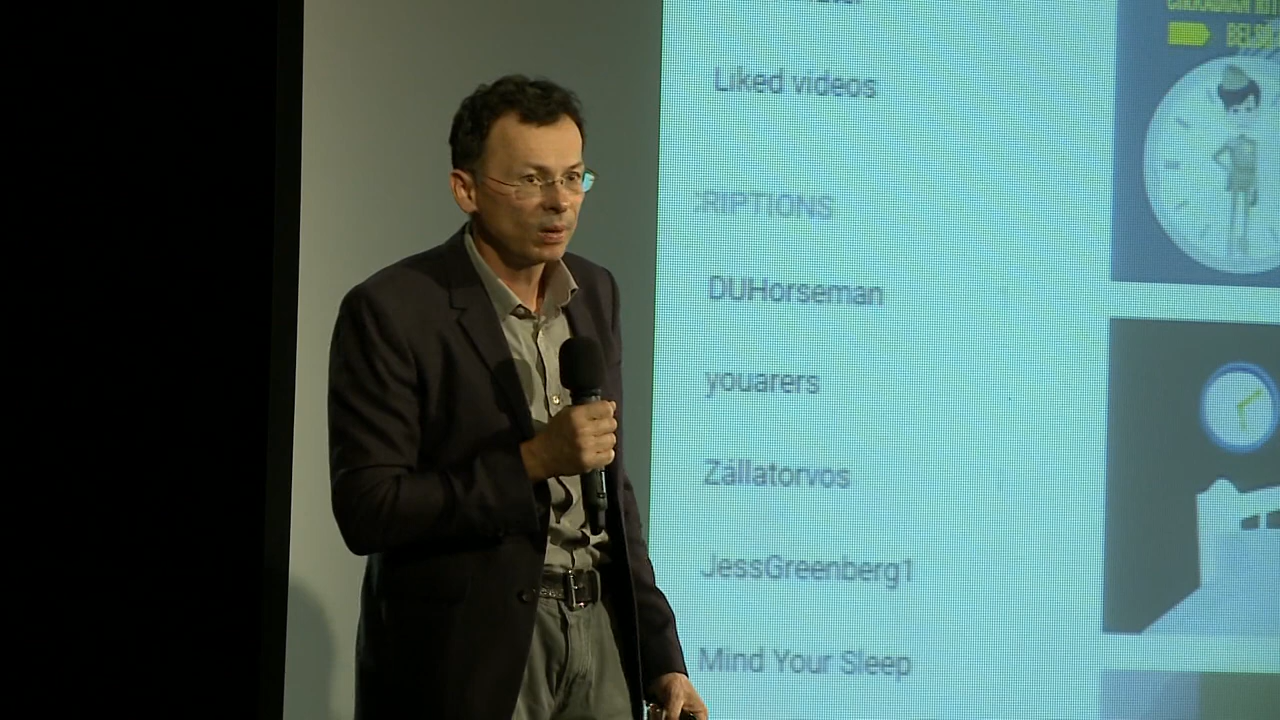 Liked videos
RIPTIONS
DUHorseman
youarers
Zállatorvos
JessGreenberg1
Mind Your Sleep